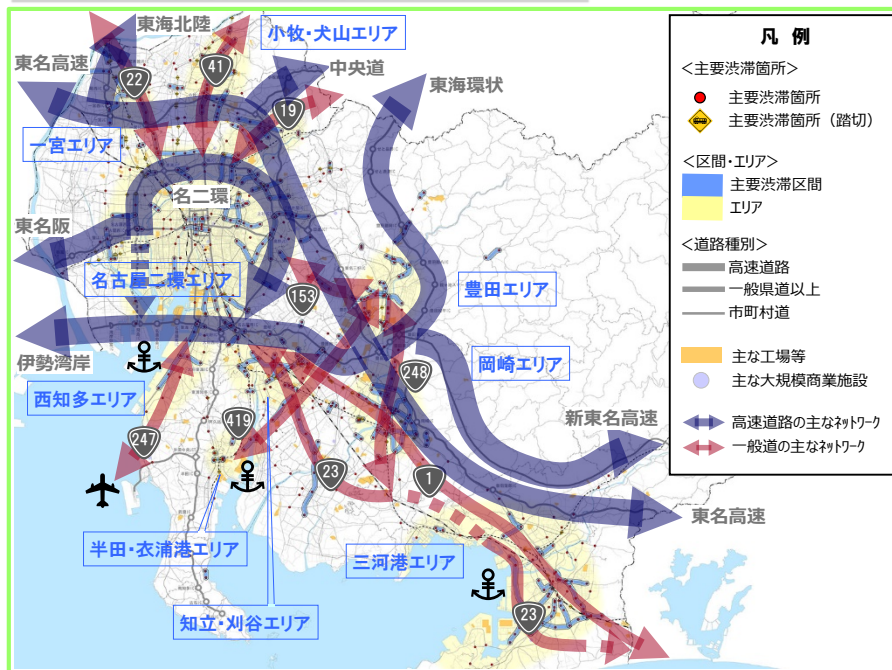 東海北陸
小牧・犬山エリア
東名高速
22
41
中央道
東海環状
19
一宮エリア
名二環
東名阪
名古屋二環エリア
153
豊田エリア
伊勢湾岸
岡崎エリア
248
西知多エリア
新東名高速
247
419
23
1
東名高速
半田・衣浦港エリア
三河港エリア
知立・刈谷エリア
23
凡 例
<主要渋滞箇所>
主要渋滞箇所
主要渋滞箇所（踏切）
<区間・エリア>
主要渋滞区間
エリア
<道路種別>
高速道路
一般県道以上
市町村道
主な工場等
主な大規模商業施設
高速道路の主なネットワーク
一般道の主なネットワーク